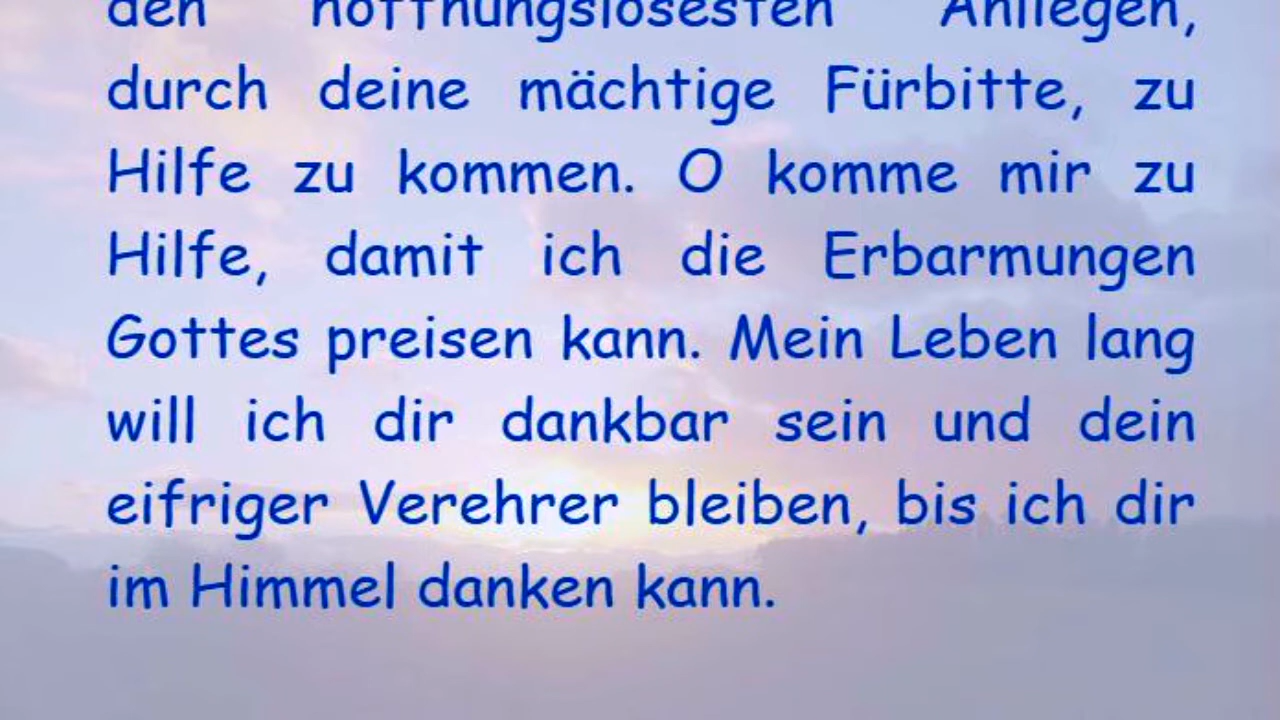 den hoffnungslosesten Anliegen,
durch deine mächtige Fürbitte, zu
Hilfe zu kommen. O komme mir zu
Hilfe, damit ich die Erbarmungen
Gottes preisen kann. Mein Leben lang
will ich dir dankbar sein und dein
eifriger Verehrer bleiben, bis ich dir
im Himmel danken kann.